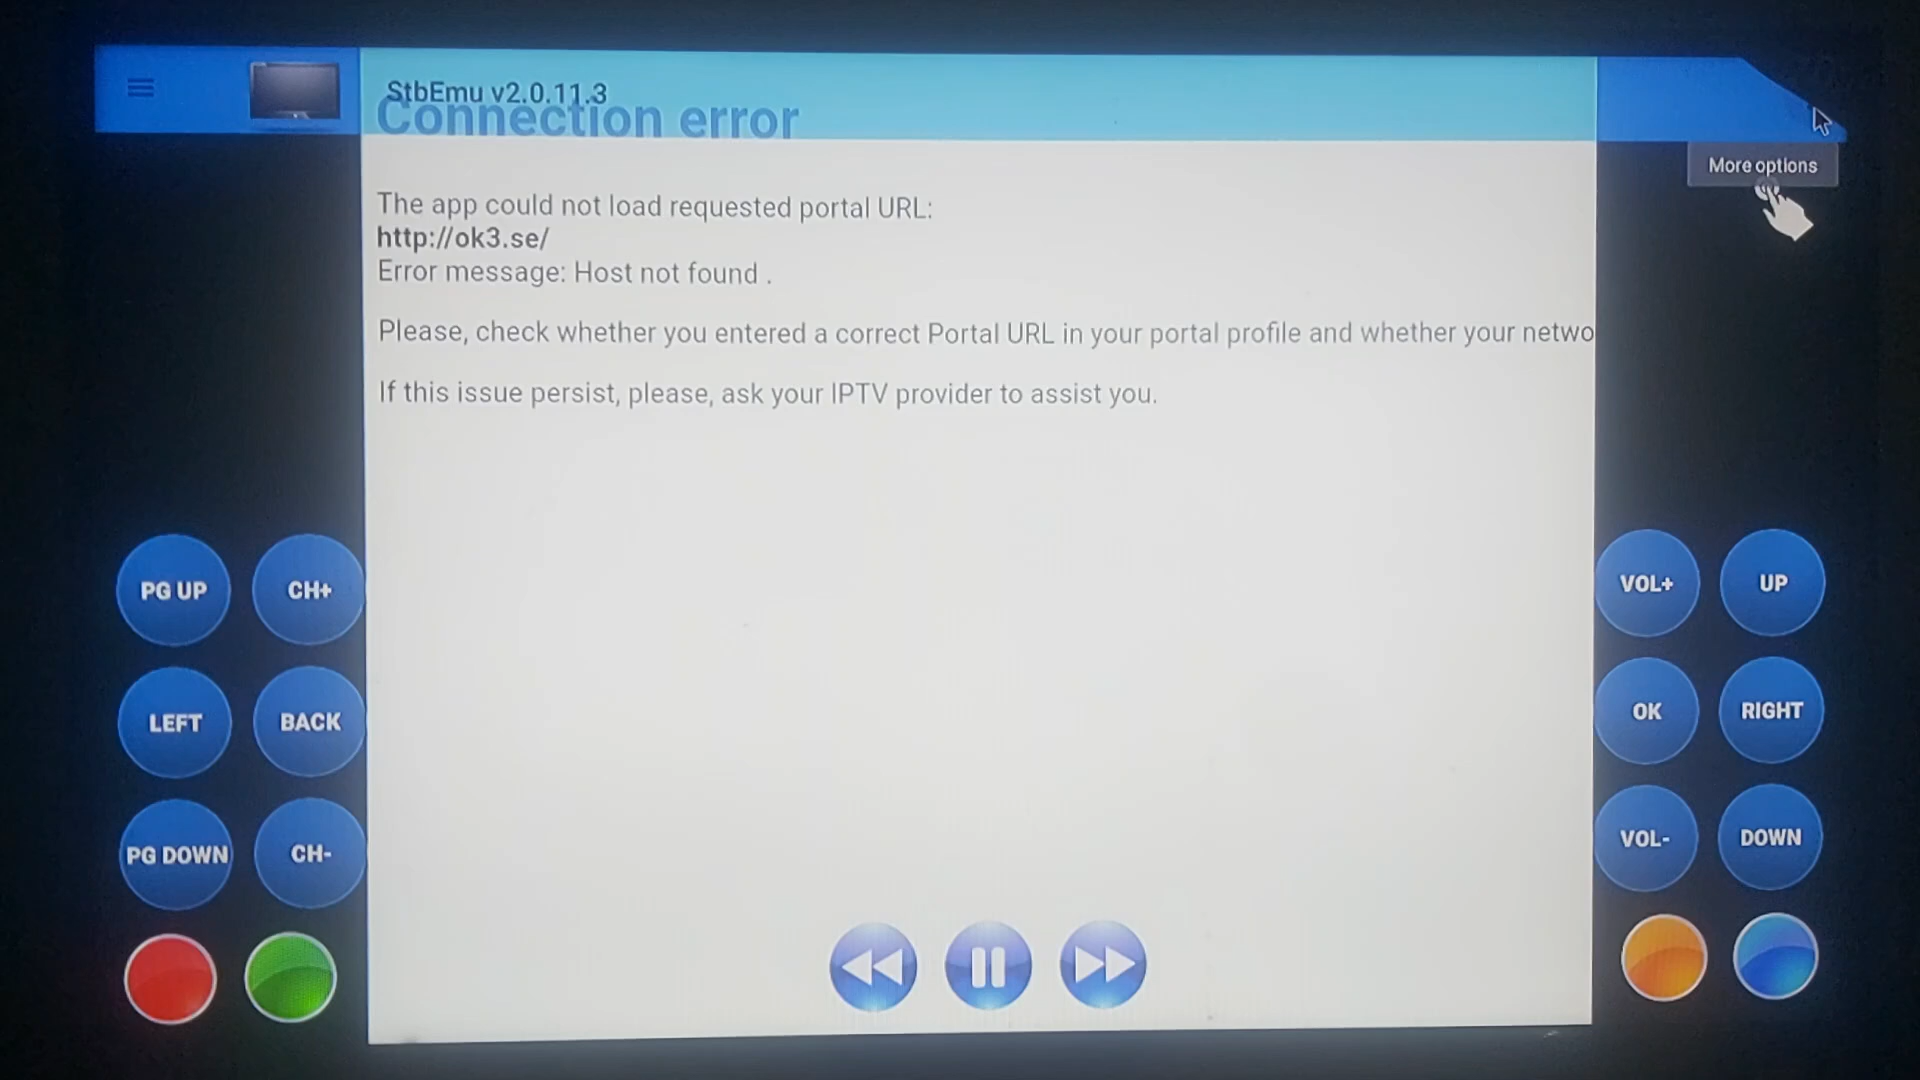 StbEmu v2.0.11.3
Connection error
More options
The app could not load requested portal URL:
http://ok3.se/
Error message: Host not found .
Please, check whether you entered a correct Portal URL in your portal profile and whether your netwo
If this issue persist, please, ask your IPTV provider to assist you.
PG UP CH+ VOL+ UP
LEFT BACK OK RIGHT
PG DOWN CH- VOL- DOWN